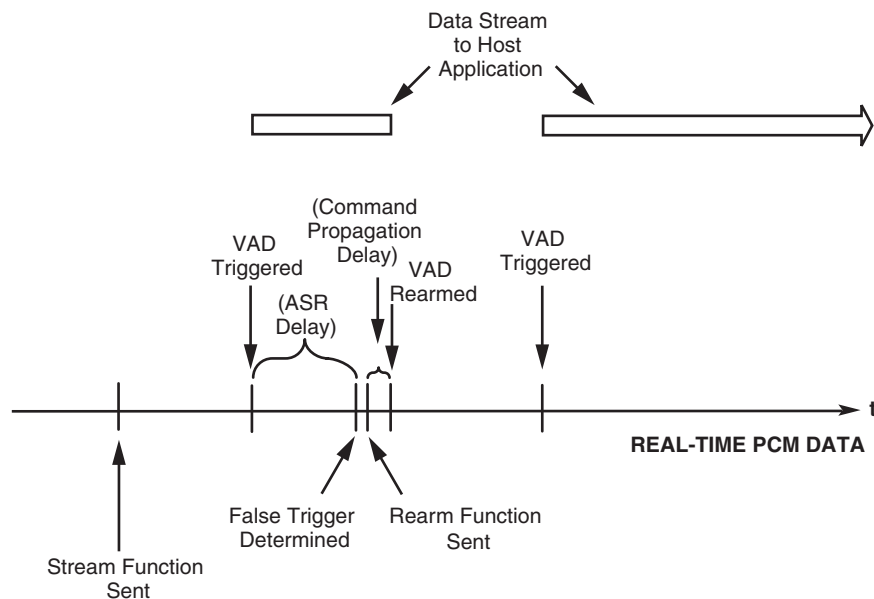 Data Stream
to Host
Application
(Command
Propagation
Delay)
VAD
Triggered
VAD
Rearmed
VAD
Triggered
(ASR
Delay)
t
REAL-TIME PCM DATA
False Trigger
Determined
Rearm Function
Sent
Stream Function
Sent